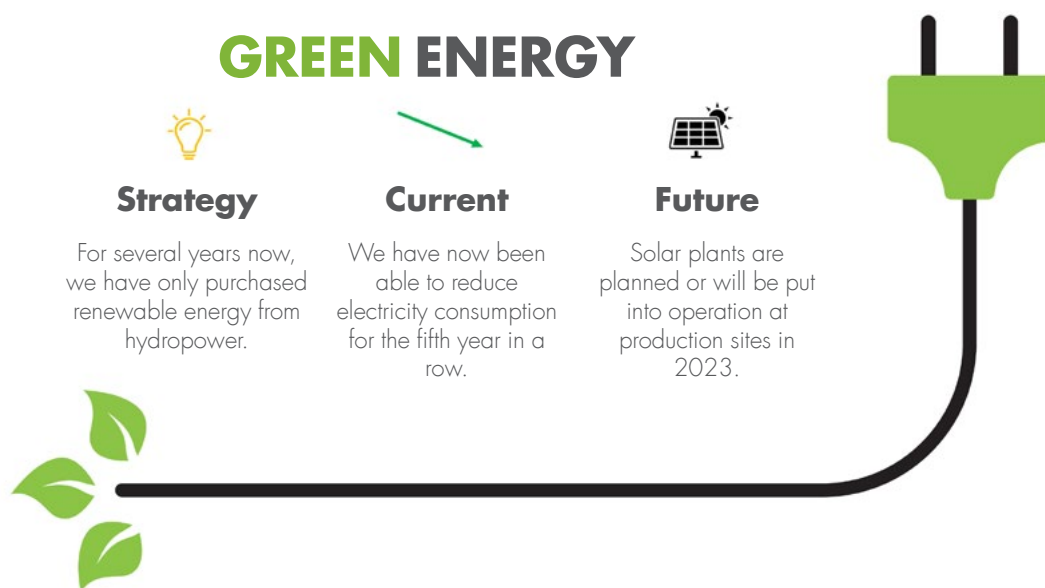 GREEN ENERGY
Strategy
For several years now,
we have only purchased
renewable energy from
hydropower.
Current
We have now been
able to reduce
electricity consumption
for the fifth year in a
row.
Future
Solar plants are
planned or will be put
into operation at
production sites in
2023.